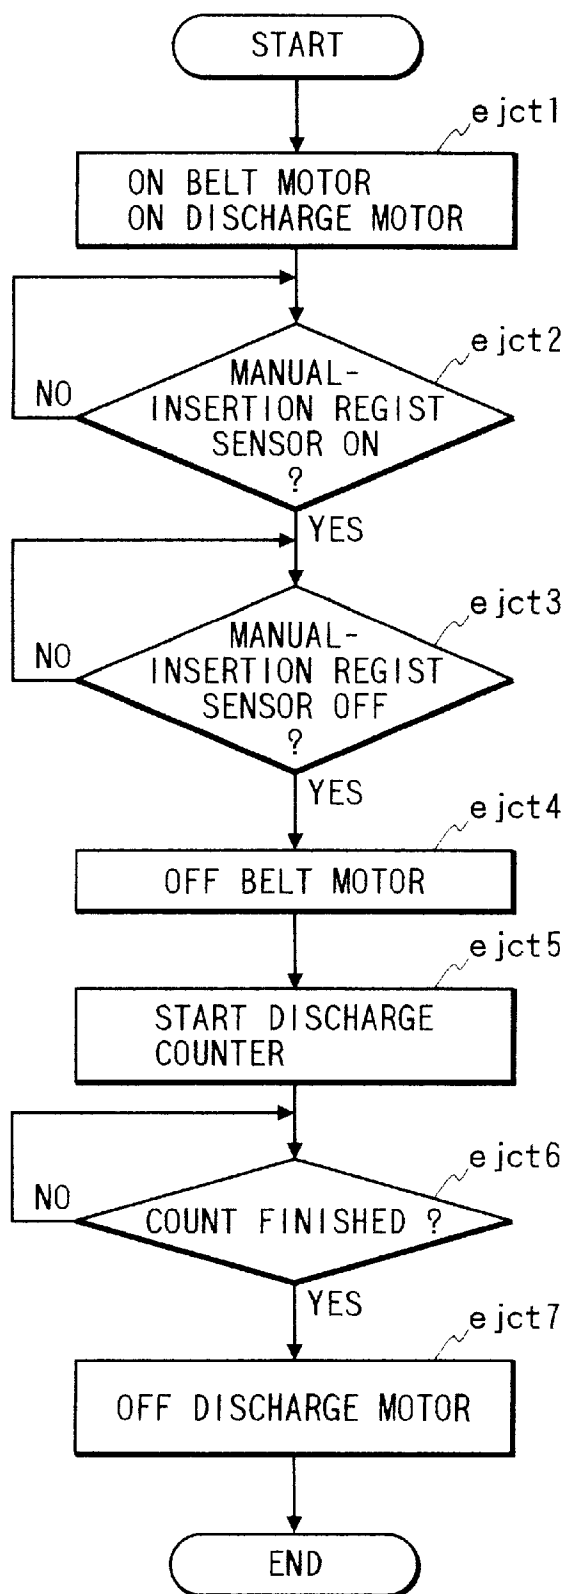 START
ejct1
ON BELT MOTOR
ON DISCHARGE MOTOR
ejct2
MANUAL-
INSERTION REGIST
SENSOR ON
?
NO
YES
ejct3
MANUAL-
INSERTION REGIST
SENSOR OFF
?
NO
YES
ejct4
OFF BELT MOTOR
ejct5
START DISCHARGE
COUNTER
ejct6
COUNT FINISHED ?
NO
YES
ejct7
OFF DISCHARGE MOTOR
END